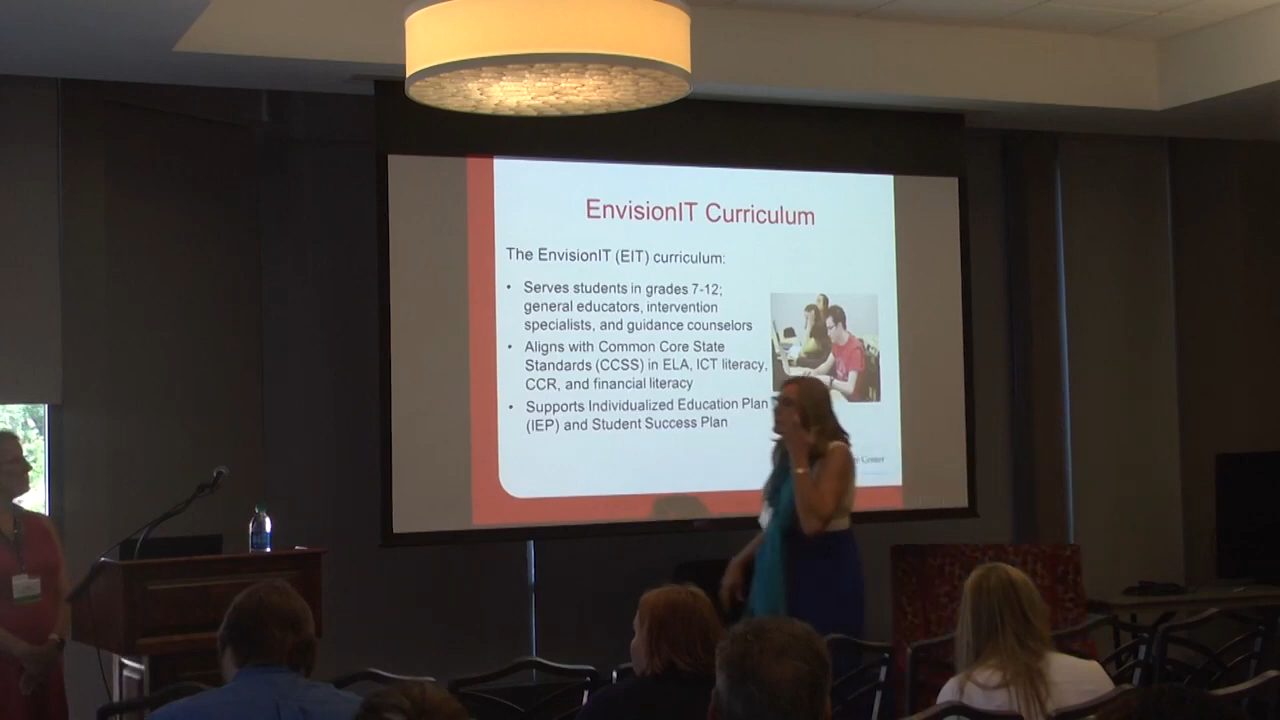 EnvisionIT Curriculum
The EnvisionIT (EIT) curriculum:
• Serves students in grades 7-12;
general educators, intervention
specialists, and guidance counselors
• Aligns with Common Core State
Standards (CCSS) in ELA, ICT literacy,
CCR, and financial literacy
• Supports Individualized Education Plan
(IEP) and Student Success Plan
Center